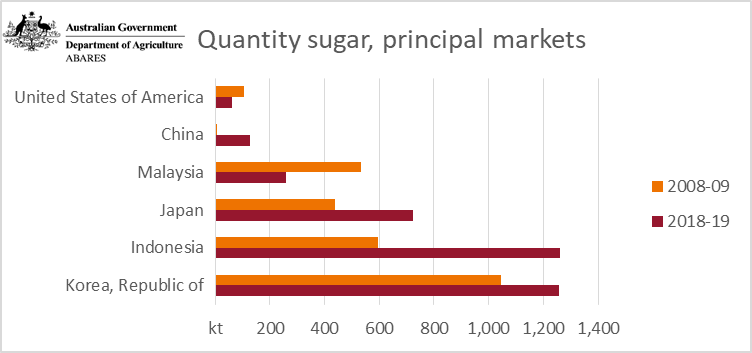 Australian Government
Department of Agriculture
ABARES
Quantity sugar, principal markets
United States of America
China
Malaysia
Japan
Indonesia
Korea, Republic of
2008-09
2018-19
kt 200 400 600 800 1,000 1,200 1,400